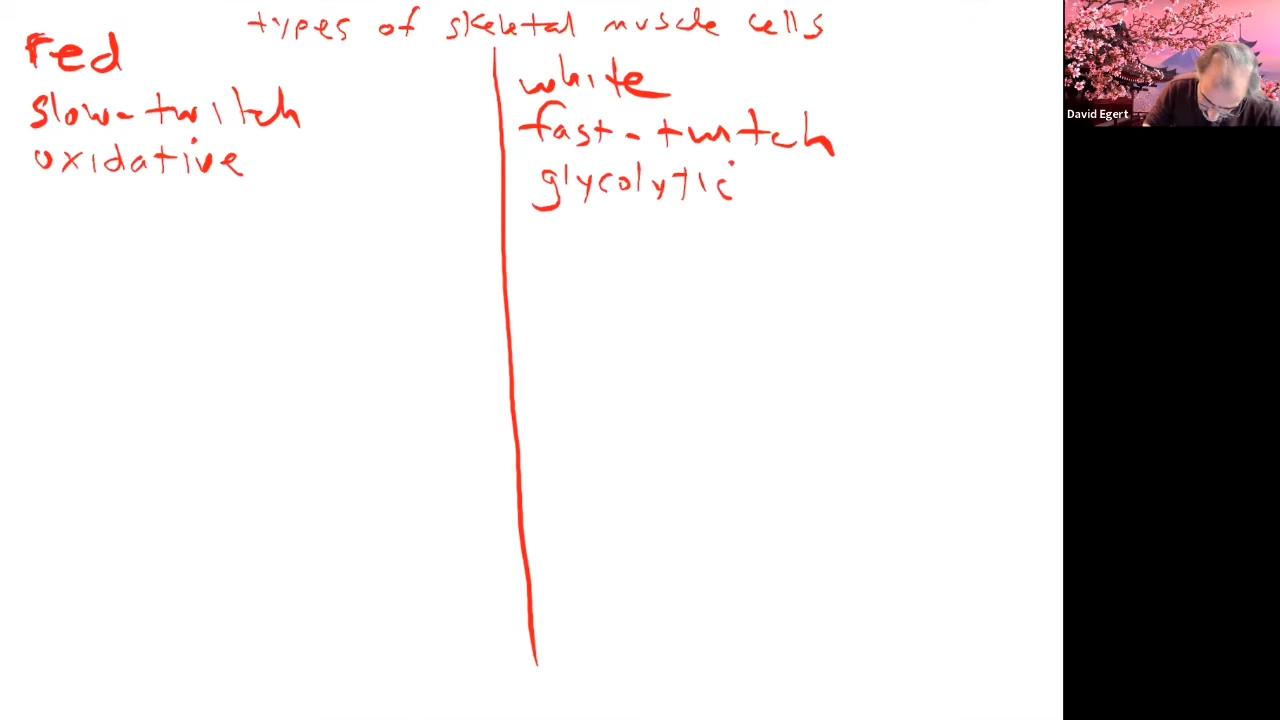 types of skeletal muscle cells
red
slow-twitch
oxidative
white
fast-twitch
glycolytic
David Egert